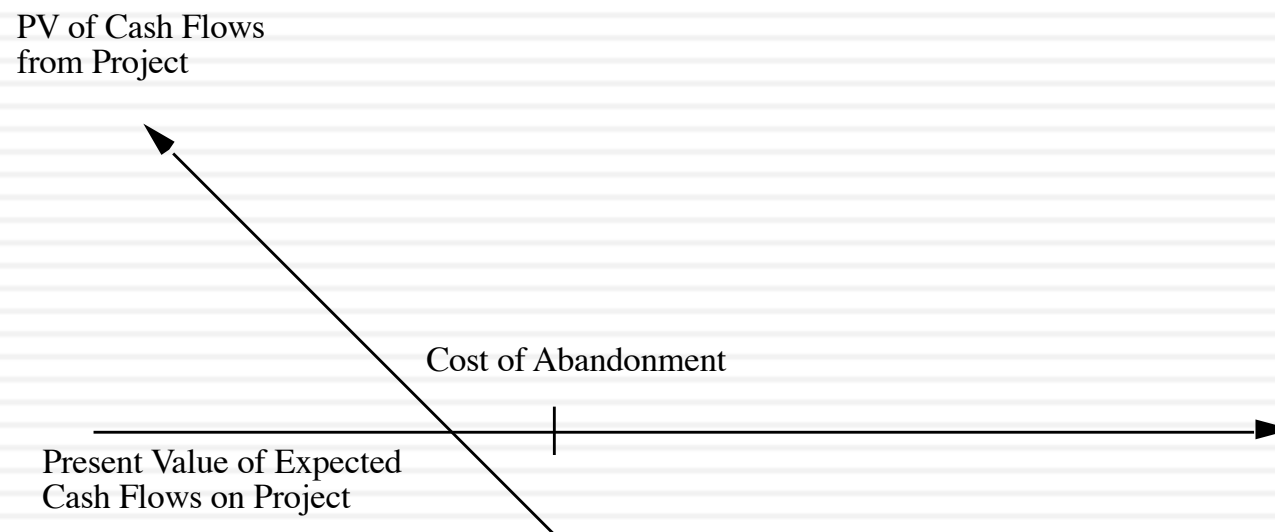 PV of Cash Flows
from Project
Cost of Abandonment
Present Value of Expected
Cash Flows on Project